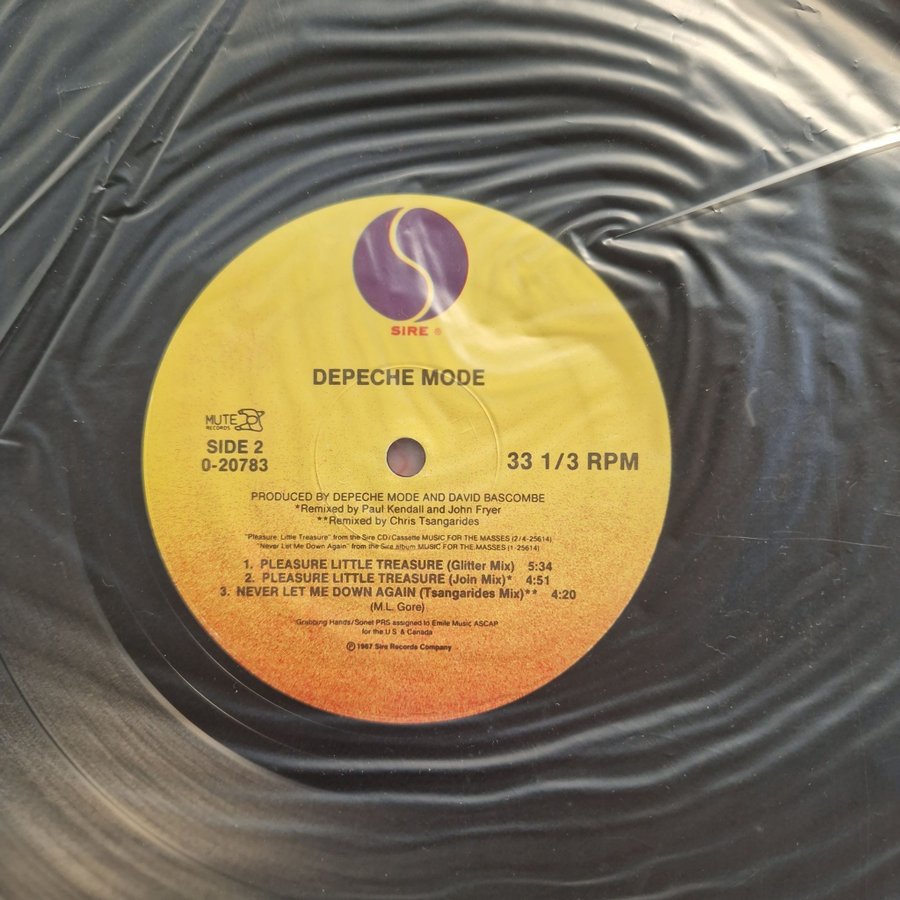 SIRE ®
DEPECHE MODE
MUTE
RECORDS
SIDE 2
0-20783
33 1/3 RPM
PRODUCED BY DEPECHE MODE AND DAVID BASCOMBE
*Remixed by Paul Kendall and John Fryer
**Remixed by Chris Tsangarides
"Pleasure, Little Treasure" from the Sire CD/Cassette MUSIC FOR THE MASSES (2/4-25614)
"Never Let Me Down Again" from the Sire album MUSIC FOR THE MASSES (1-25614)
1. PLEASURE LITTLE TREASURE (Glitter Mix) 5:34
2. PLEASURE LITTLE TREASURE (Join Mix)* 4:51
3. NEVER LET ME DOWN AGAIN (Tsangarides Mix)** 4:20
(M.L. Gore)
Grabbing Hands/Sonet PRS assigned to Emile Music ASCAP
for the U.S. & Canada
℗ 1987 Sire Records Company